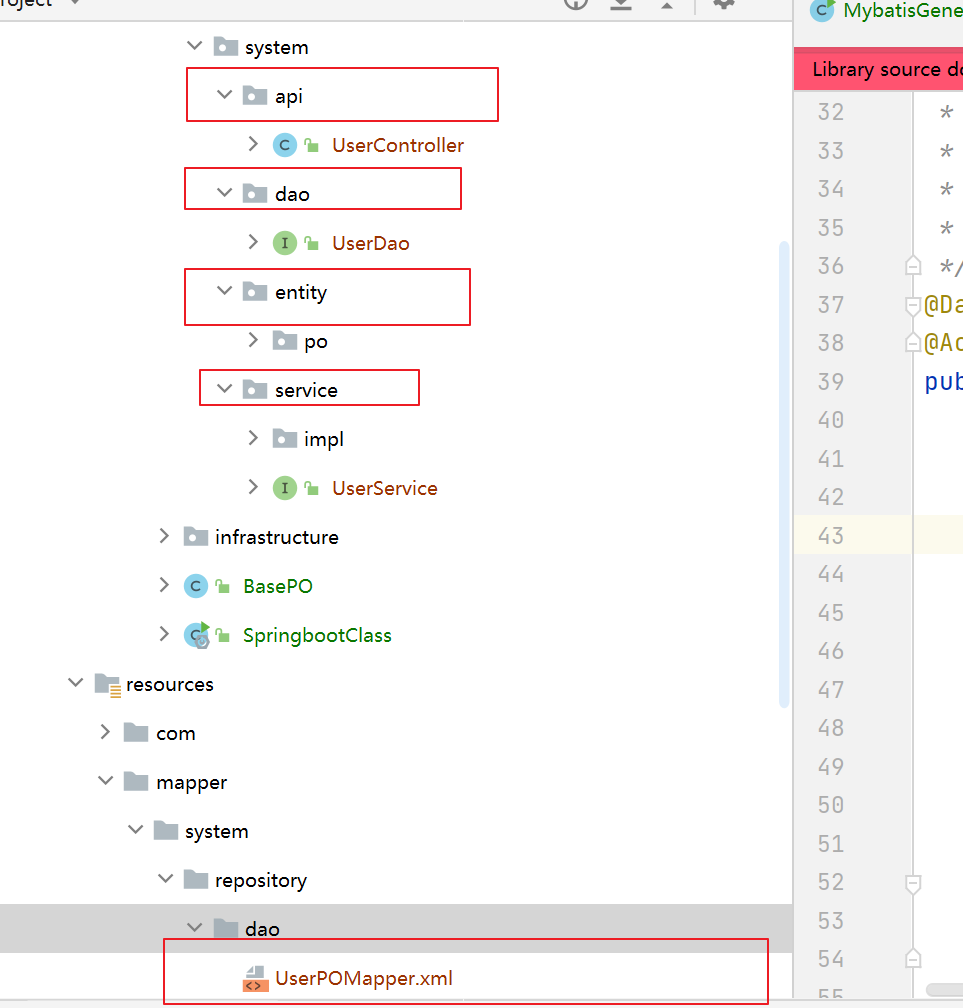 system
api
UserController
dao
UserDao
entity
po
service
impl
UserService
infrastructure
BasePO
SpringbootClass
resources
com
mapper
system
repository
dao
UserPOMapper.xml
MybatisGene
Library source d
32 *
33 *
34 *
35 *
36 */
37 @Da
38 @Ac
39 pub
40
41
42
43
44
45
46
47
48
49
50
51
52
53
54
55